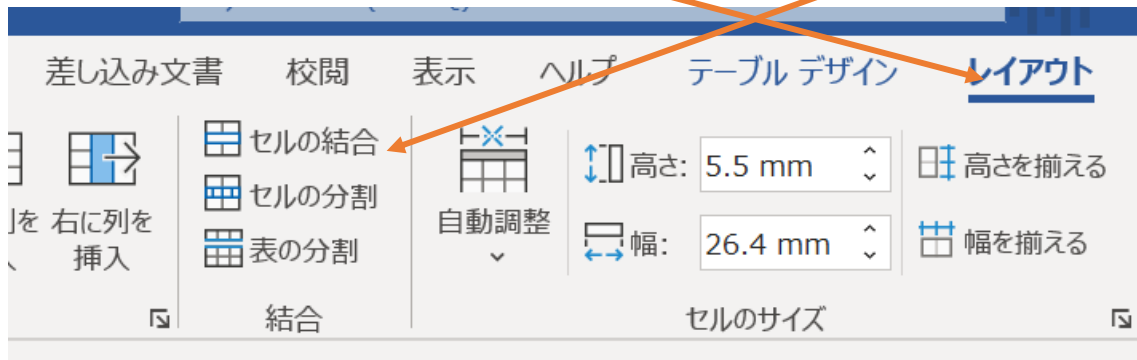 差し込み文書 校閲 表示 ヘルプ テーブル デザイン レイアウト
セルの結合
セルの分割
表の分割
結合
右に列を
挿入
自動調整
高さ: 5.5 mm
幅: 26.4 mm
高さを揃える
幅を揃える
セルのサイズ